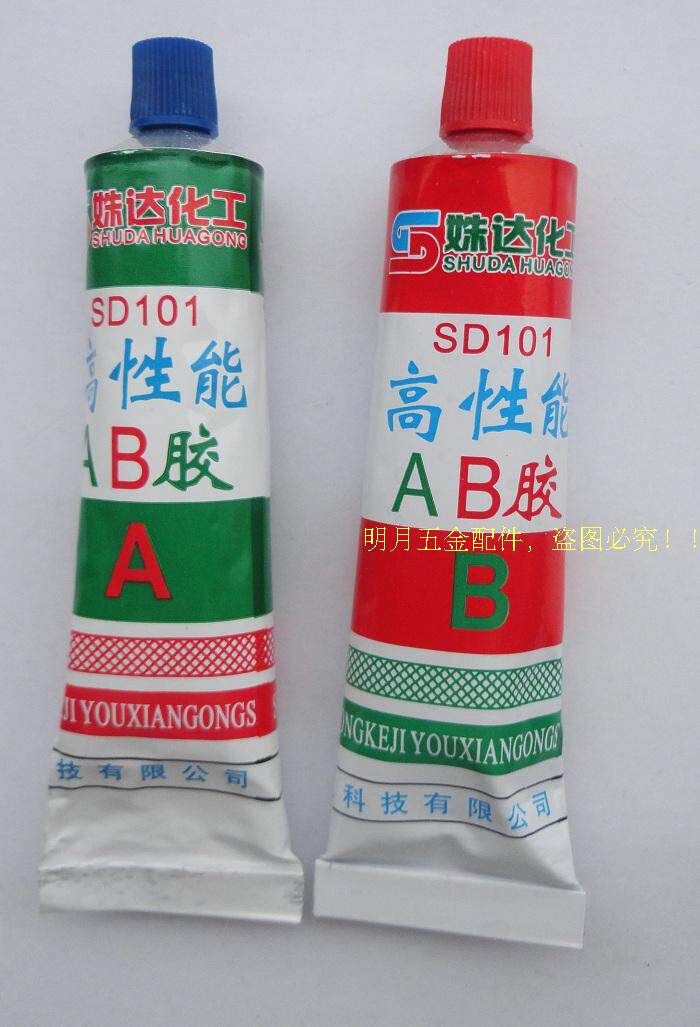 姝达化工
SHUDA HUAGONG
SD101
高性能
AB胶
A
JI YOUXIANGONGS
技有限公司
姝达化工
SHUDA HUAGONG
SD101
高性能
AB胶
明月五金配件，盗图必究！！
B
ONGKEJI YOUXIANGONGS
科技有限公司